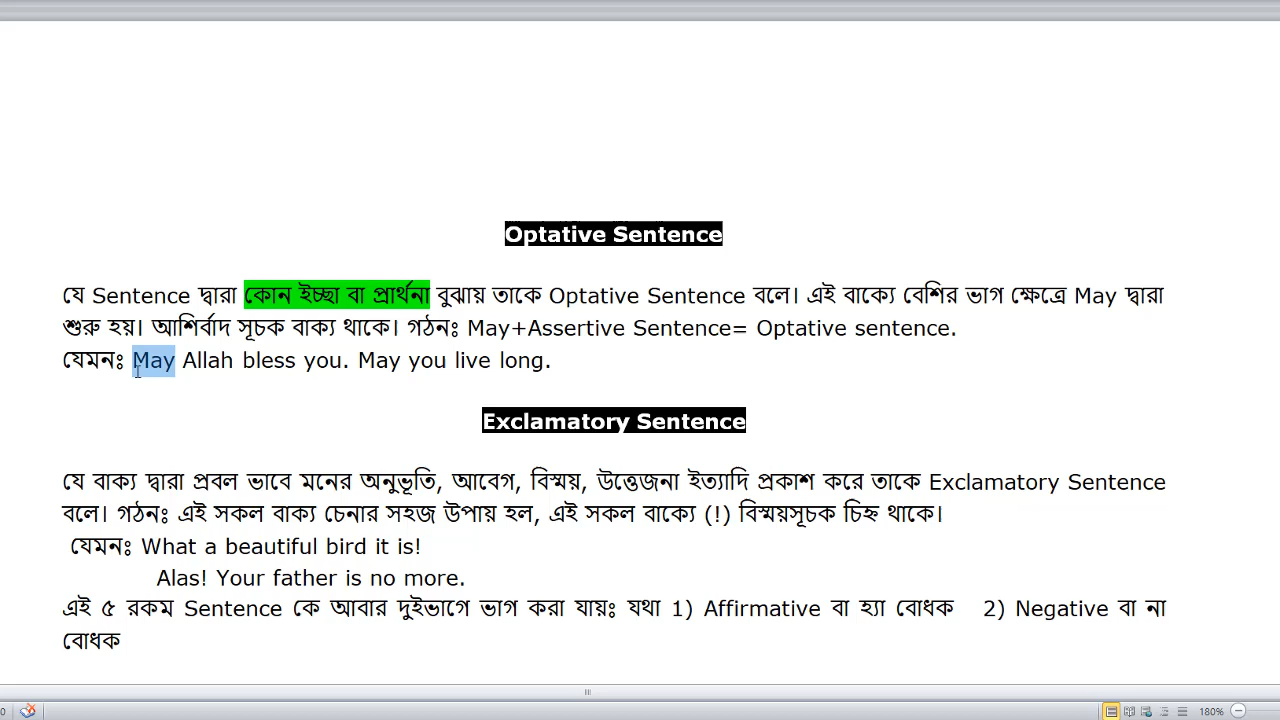 Optative Sentence
যে Sentence দ্বারা কোন ইচ্ছা বা প্রার্থনা বুঝায় তাকে Optative Sentence বলে। এই বাক্যে বেশির ভাগ ক্ষেত্রে May দ্বারা
শুরু হয়। আশির্বাদ সূচক বাক্য থাকে। গঠনঃ May+Assertive Sentence= Optative sentence.
যেমনঃ May Allah bless you. May you live long.
Exclamatory Sentence
যে বাক্য দ্বারা প্রবল ভাবে মনের অনুভূতি, আবেগ, বিস্ময়, উত্তেজনা ইত্যাদি প্রকাশ করে তাকে Exclamatory Sentence
বলে। গঠনঃ এই সকল বাক্য চেনার সহজ উপায় হল, এই সকল বাক্যে (!) বিস্ময়সূচক চিহ্ন থাকে।
যেমনঃ What a beautiful bird it is!
Alas! Your father is no more.
এই ৫ রকম Sentence কে আবার দুইভাগে ভাগ করা যায়ঃ যথা 1) Affirmative বা হ্যা বোধক 2) Negative বা না
বোধক
0 180%